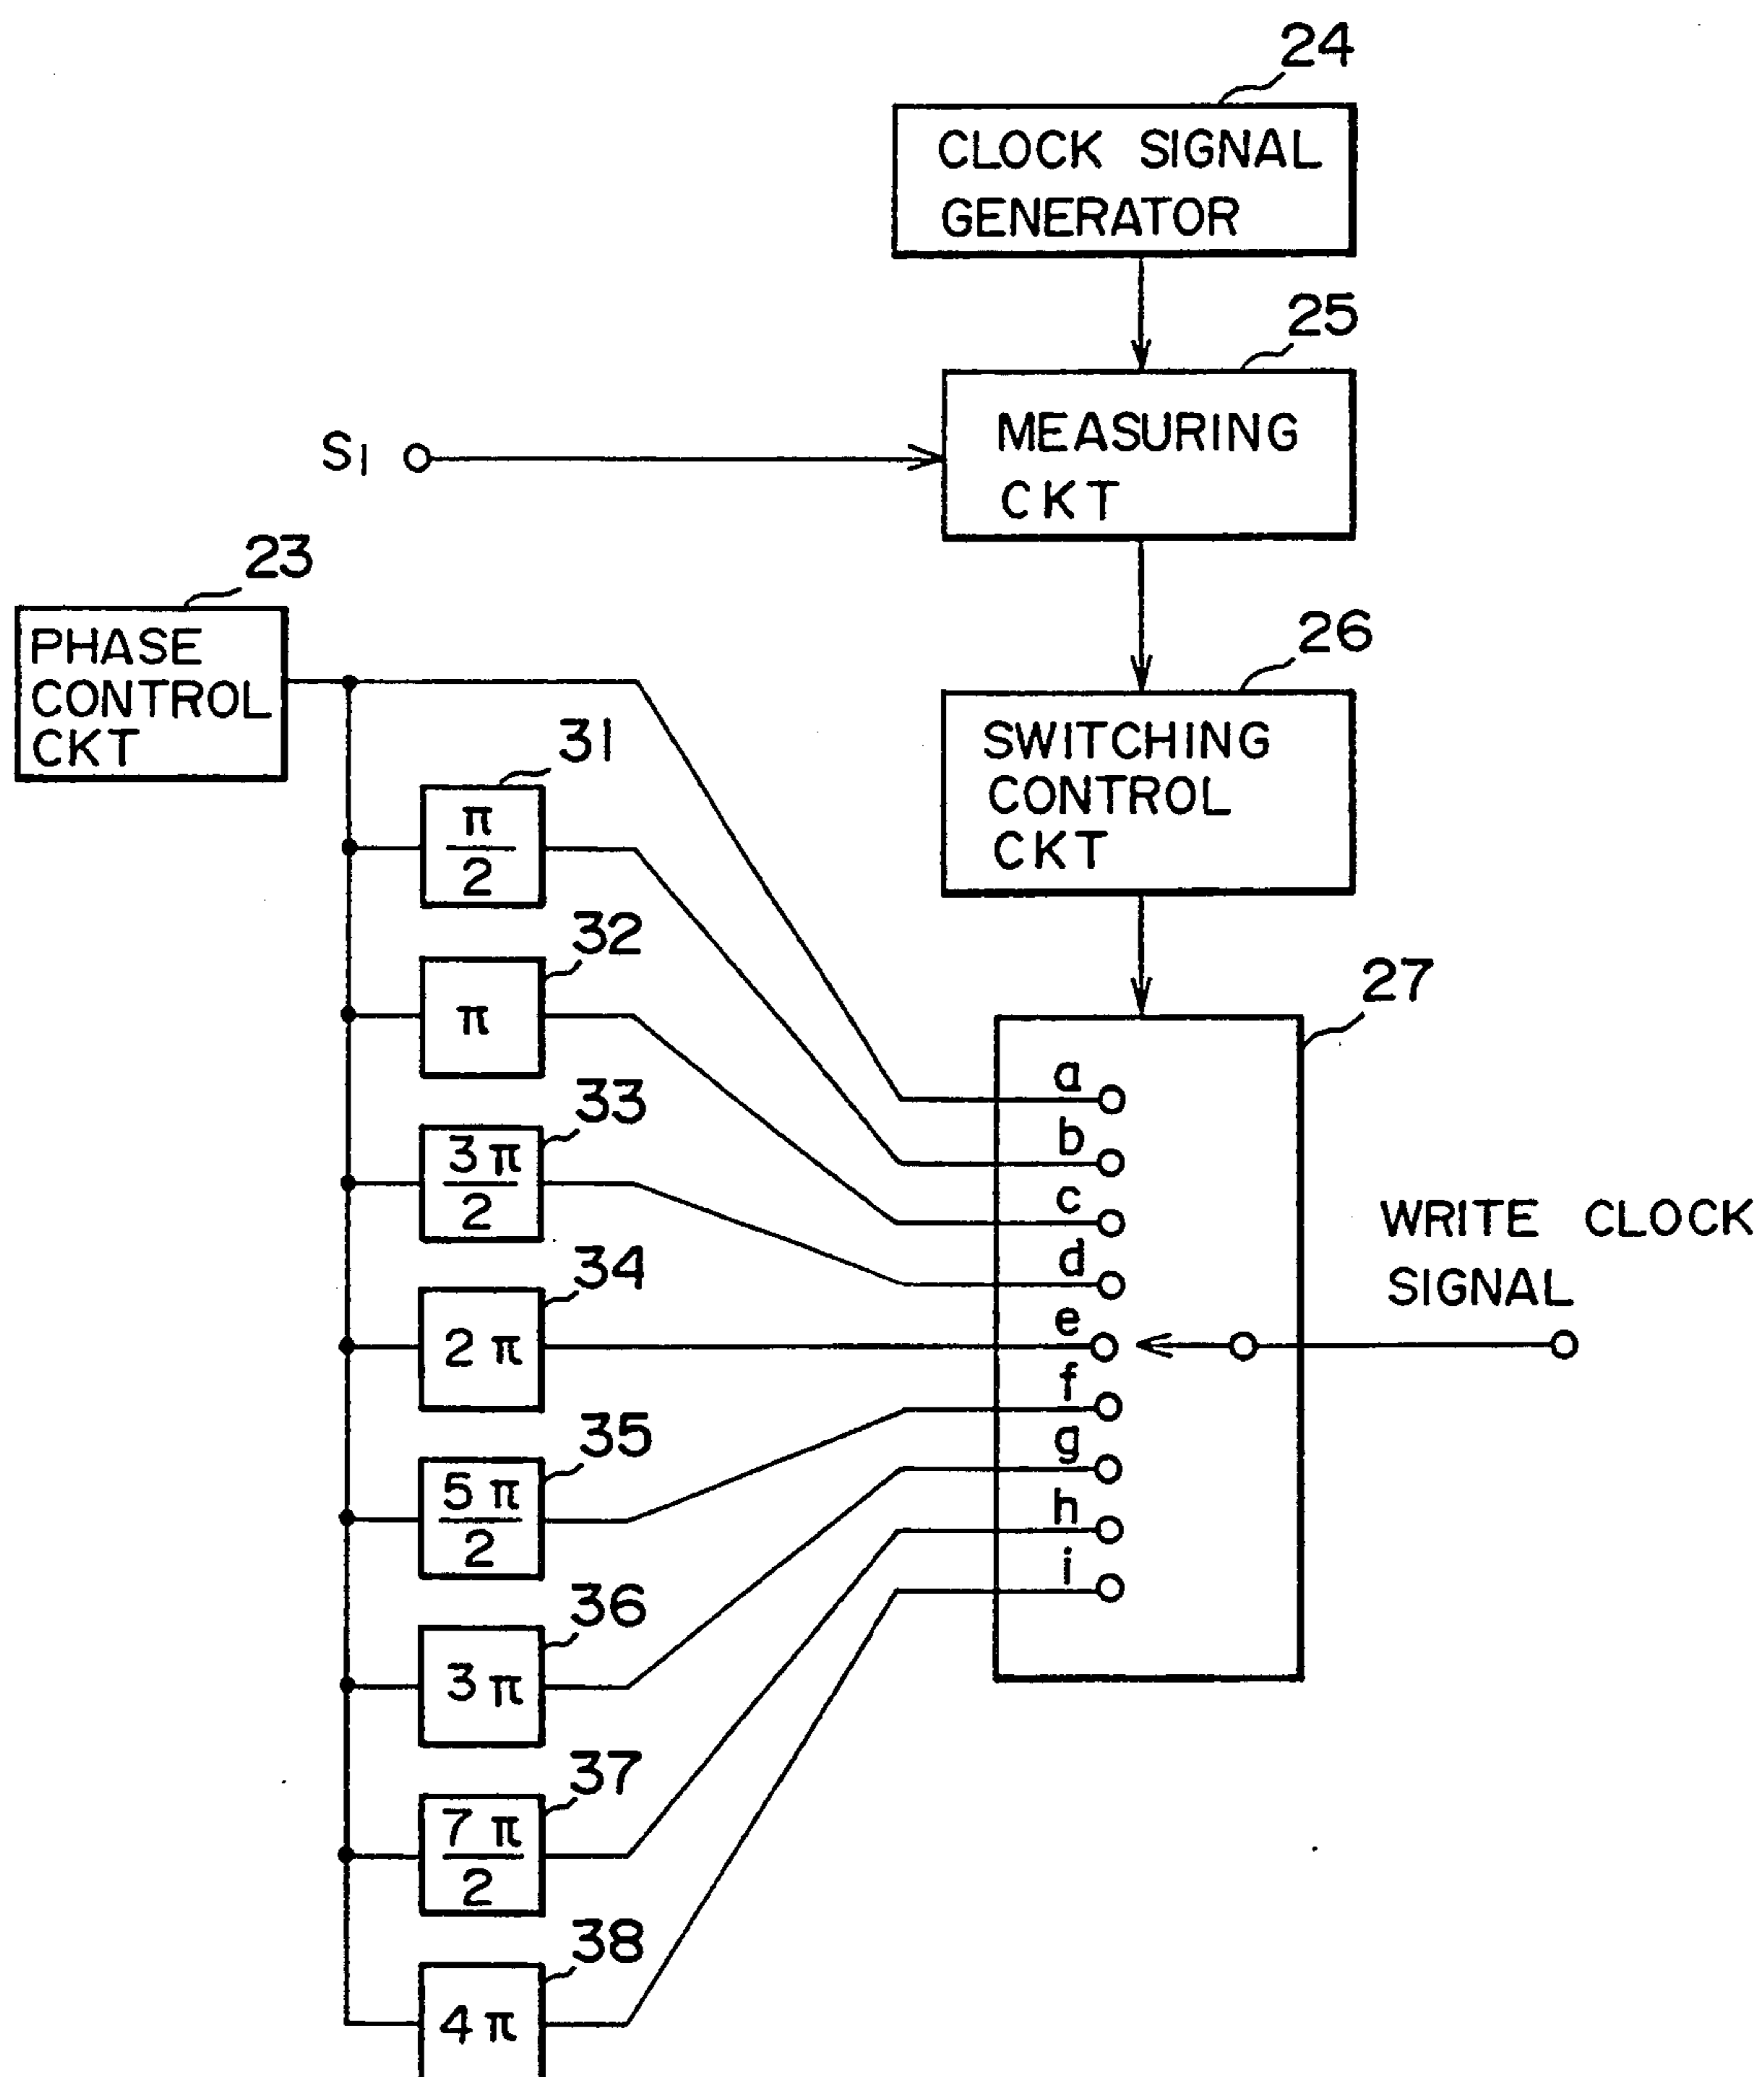 24
CLOCK SIGNAL
GENERATOR
25
MEASURING
CKT
S1
23
PHASE
CONTROL
CKT
26
SWITCHING
CONTROL
CKT
31
π
2
32
π
33
3π
2
34
2π
35
5π
2
36
3π
37
7π
2
38
4π
27
a
b
c
d
e
f
g
h
i
WRITE CLOCK
SIGNAL